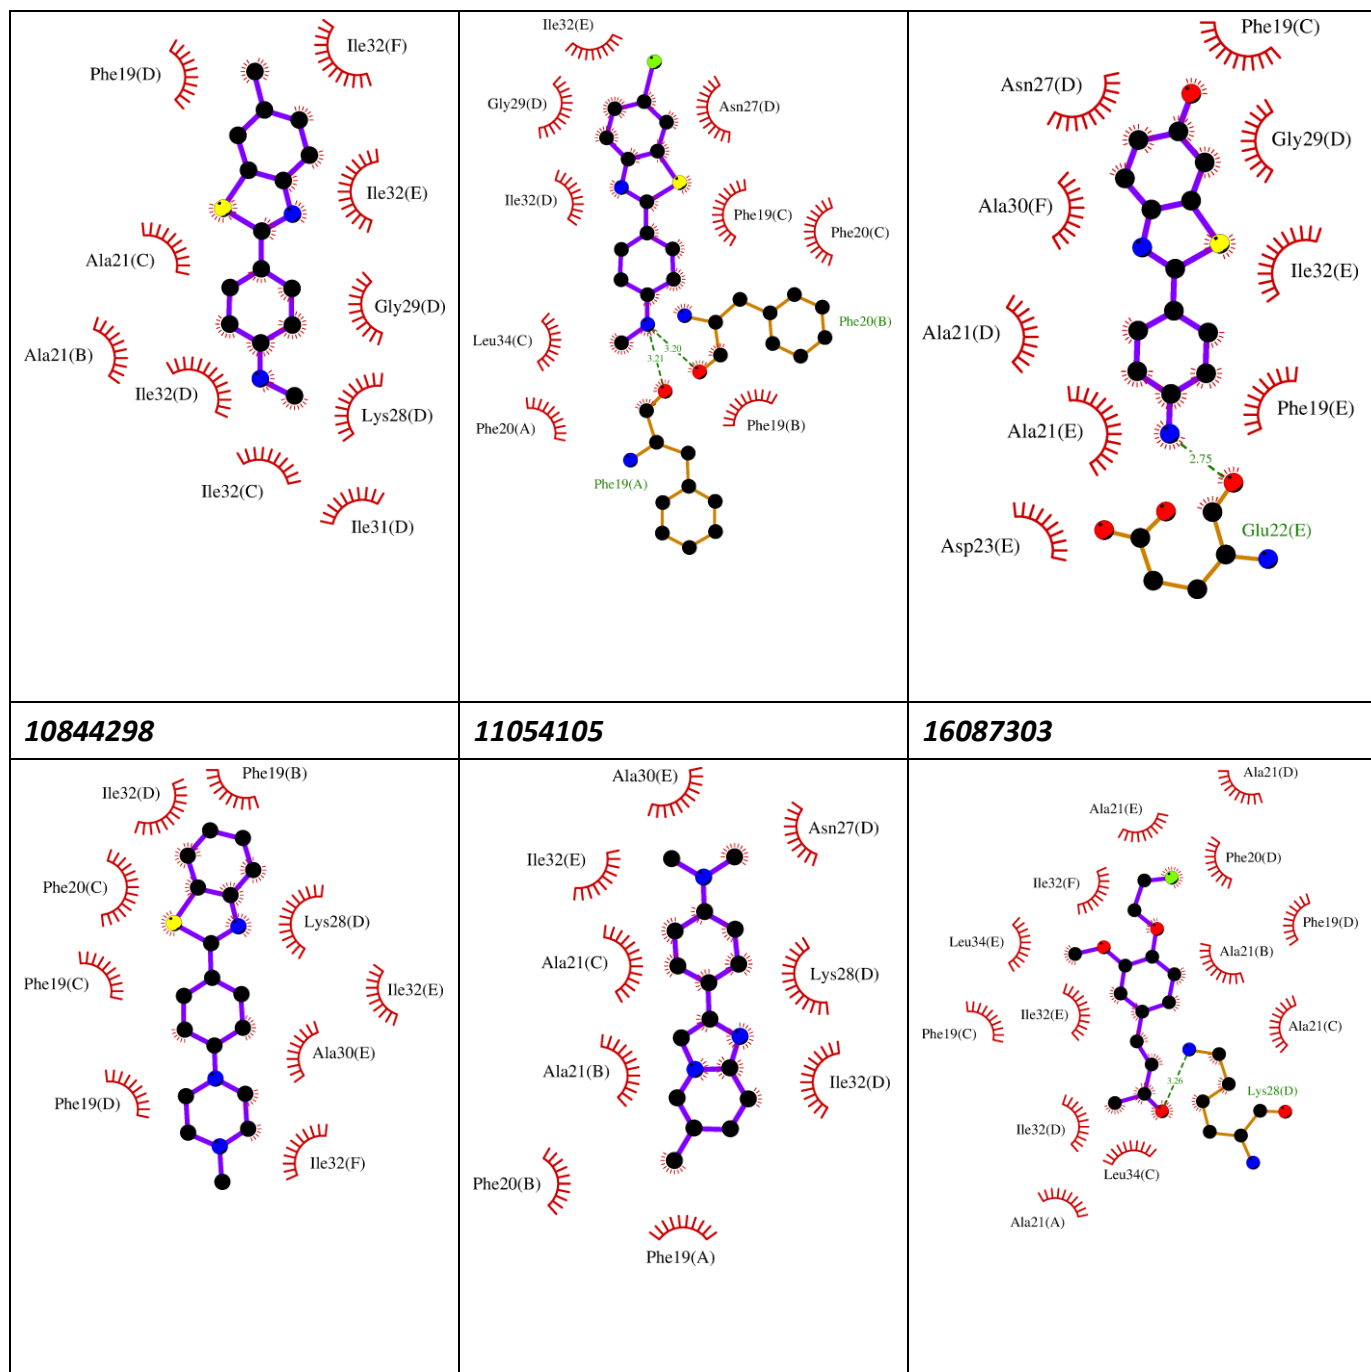 Phe19(D)
Ile32(F)
Ile32(E)
Ala21(C)
Gly29(D)
Ala21(B)
Ile32(D)
Lys28(D)
Ile32(C)
Ile31(D)
Ile32(E)
Gly29(D)
Asn27(D)
Ile32(D)
Phe19(C)
Phe20(C)
Phe20(B)
Leu34(C)
3.21
3.20
Phe20(A)
Phe19(B)
Phe19(A)
Phe19(C)
Asn27(D)
Gly29(D)
Ala30(F)
Ile32(E)
Ala21(D)
Phe19(E)
Ala21(E)
2.75
Glu22(E)
Asp23(E)
10844298
11054105
16087303
Phe19(B)
Ile32(D)
Phe20(C)
Lys28(D)
Phe19(C)
Ile32(E)
Ala30(E)
Phe19(D)
Ile32(F)
Ala30(E)
Asn27(D)
Ile32(E)
Ala21(C)
Lys28(D)
Ala21(B)
Ile32(D)
Phe20(B)
Phe19(A)
Ala21(D)
Ala21(E)
Phe20(D)
Ile32(F)
Phe19(D)
Leu34(E)
Ala21(B)
Ile32(E)
Phe19(C)
Ala21(C)
3.26
Lys28(D)
Ile32(D)
Leu34(C)
Ala21(A)